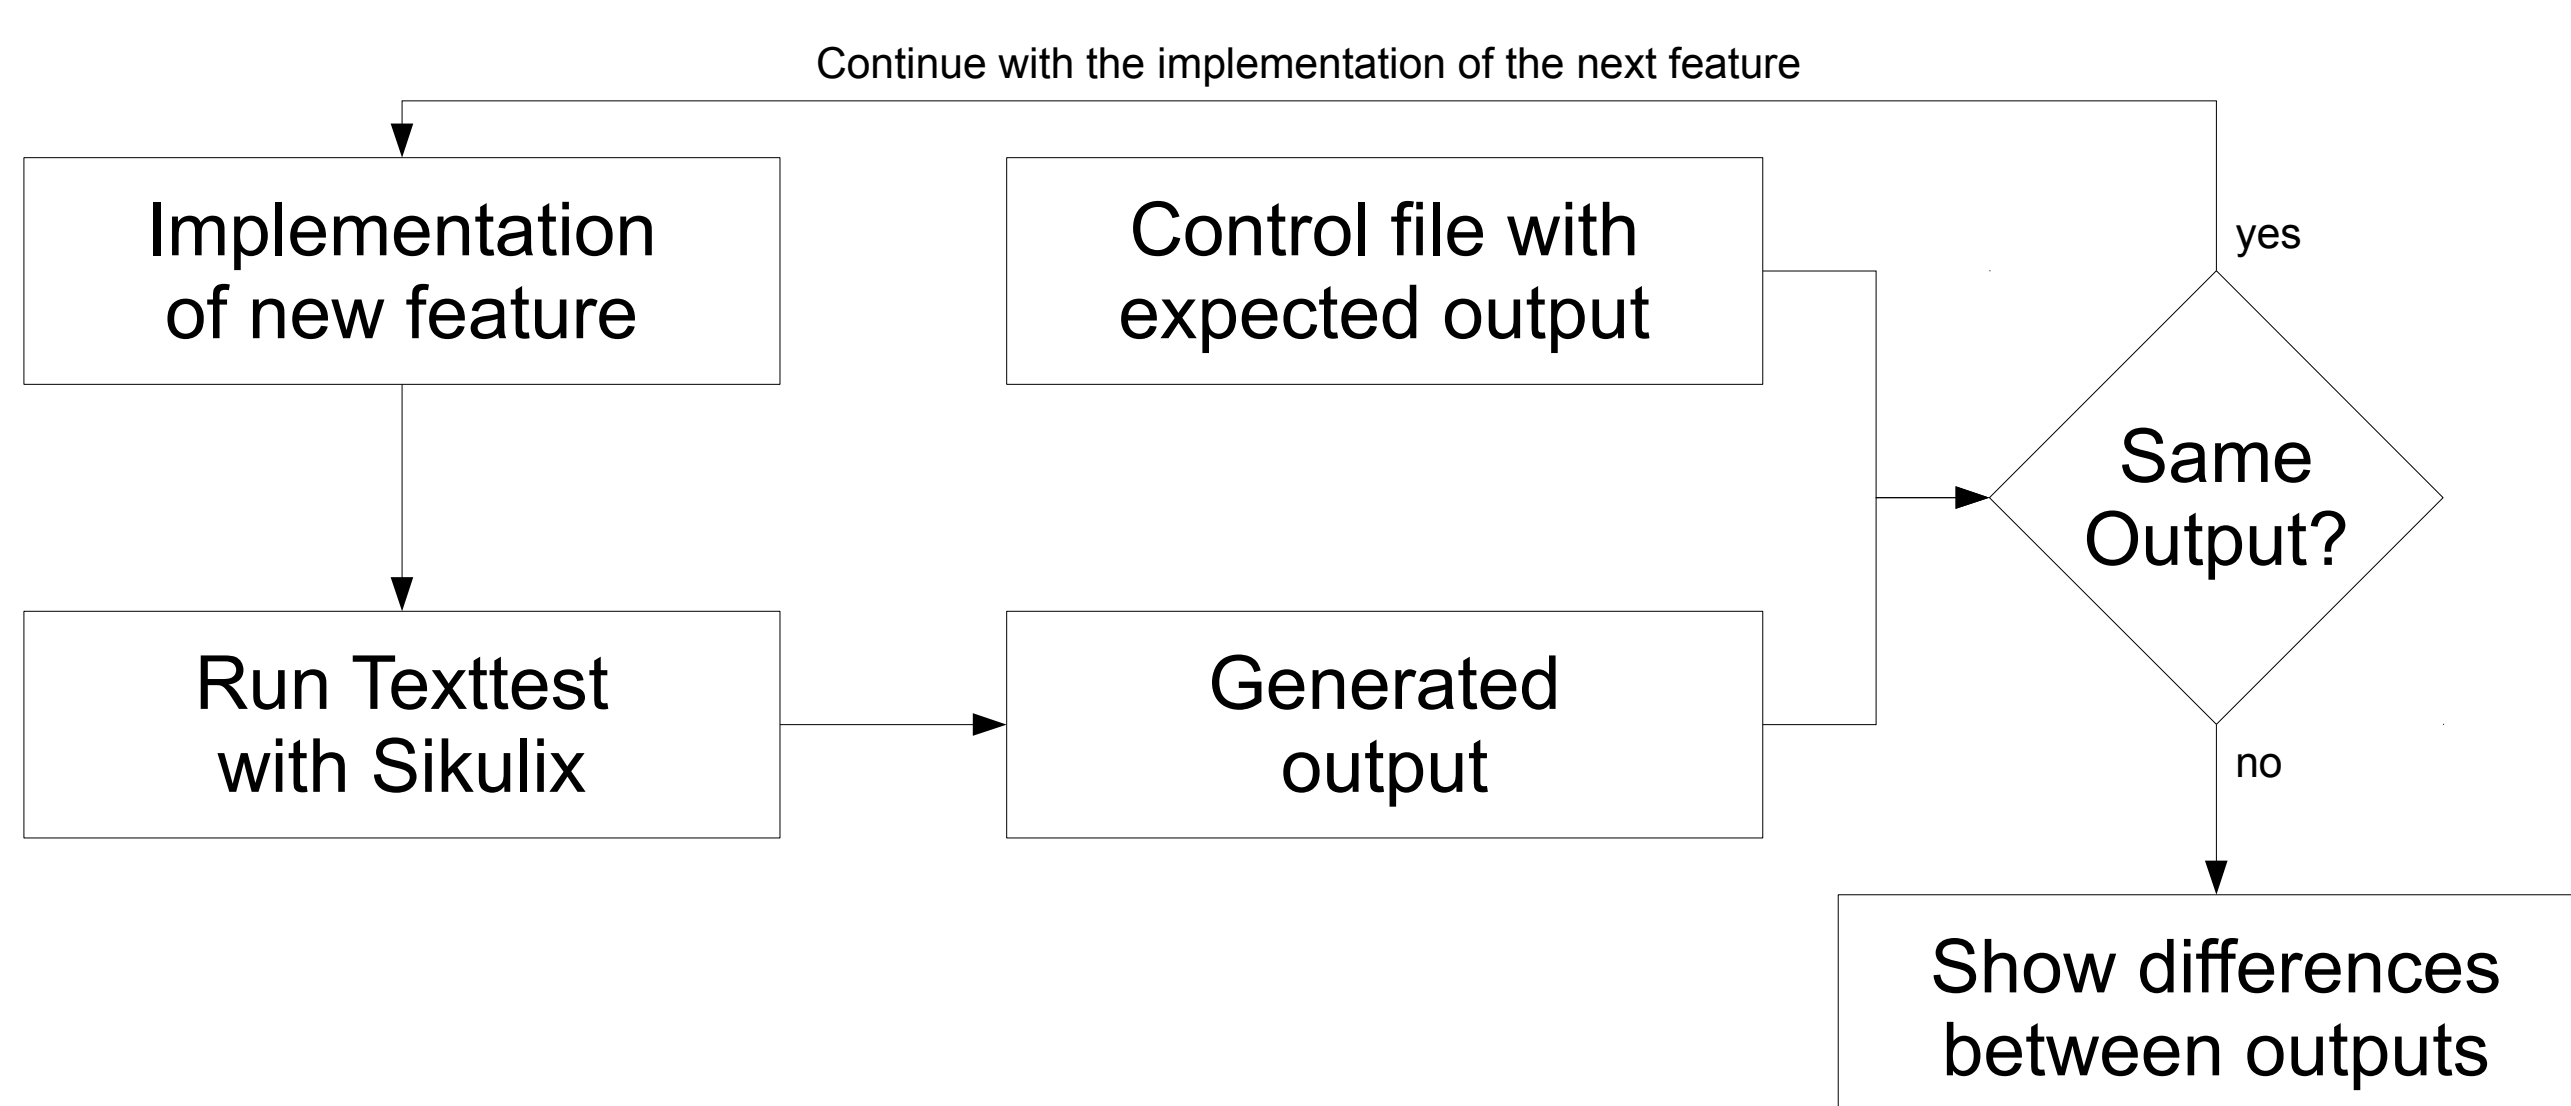 Continue with the implementation of the next feature
Implementation
of new feature
Control file with
expected output
yes
Same
Output?
Run Texttest
with Sikulix
Generated
output
no
Show differences
between outputs